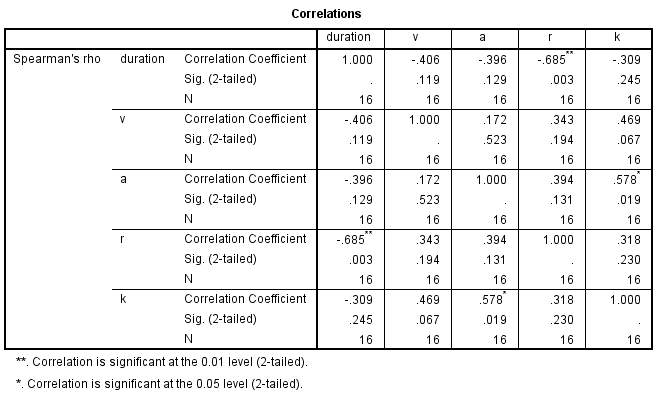 Correlations
duration v a r k
Spearman's rho duration Correlation Coefficient 1.000 -.406 -.396 -.685** -.309
Sig. (2-tailed) . .119 .129 .003 .245
N 16 16 16 16 16
v Correlation Coefficient -.406 1.000 .172 .343 .469
Sig. (2-tailed) .119 . .523 .194 .067
N 16 16 16 16 16
a Correlation Coefficient -.396 .172 1.000 .394 .578*
Sig. (2-tailed) .129 .523 . .131 .019
N 16 16 16 16 16
r Correlation Coefficient -.685** .343 .394 1.000 .318
Sig. (2-tailed) .003 .194 .131 . .230
N 16 16 16 16 16
k Correlation Coefficient -.309 .469 .578* .318 1.000
Sig. (2-tailed) .245 .067 .019 .230 .
N 16 16 16 16 16
**. Correlation is significant at the 0.01 level (2-tailed).
*. Correlation is significant at the 0.05 level (2-tailed).